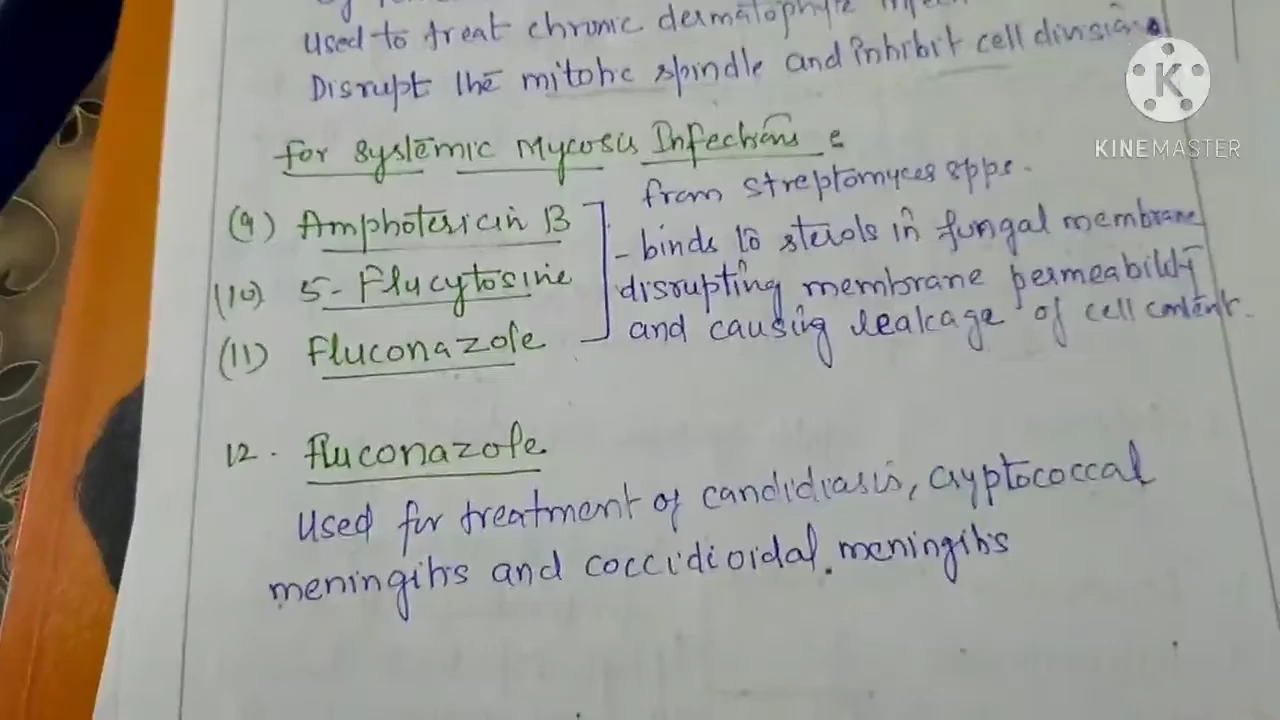 used to treat chronic dermatophyte
Disrupt the mitotic spindle and inhibit cell division
K
KINEMASTER
for systemic Mycosis Infections e
from streptomyces spps.
(9) Amphotericin B
- binds to sterols in fungal membrane
(10) 5-Flucytosine
disrupting membrane permeability
(11) Fluconazole
and causing leakage of cell content.
12. Fluconazole
used for treatment of candidiasis, cryptococcal
meningitis and coccidioidal meningitis